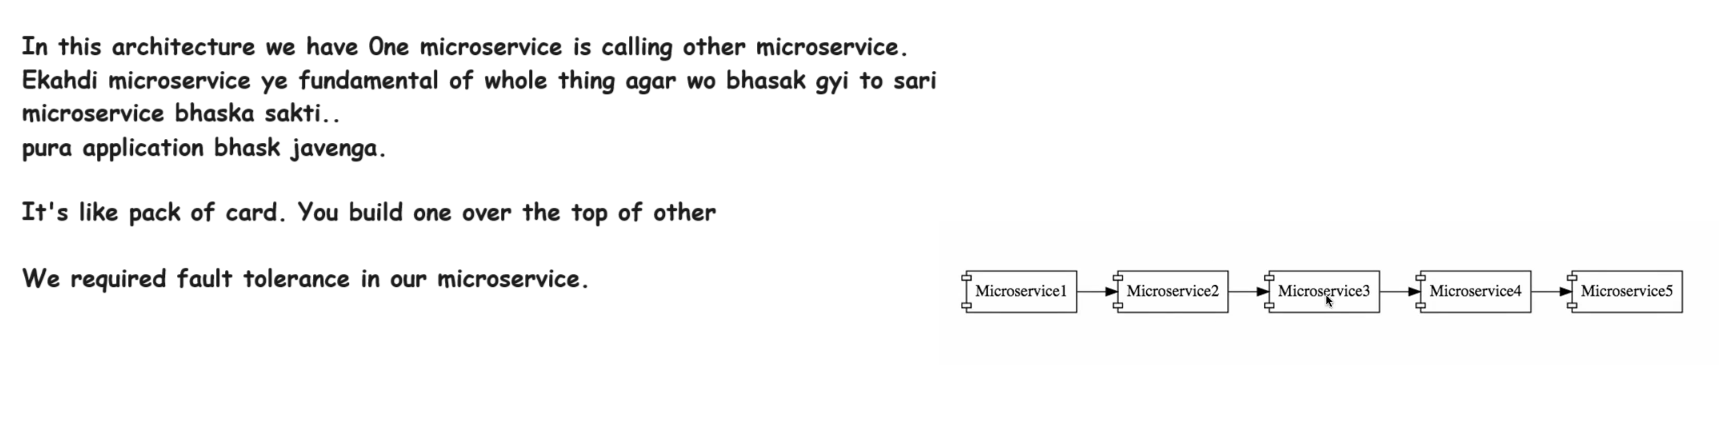 In this architecture we have One microservice is calling other microservice.
Ekahdi microservice ye fundamental of whole thing agar wo bhasak gyi to sari
microservice bhaska sakti..
pura application bhask javenga.
It's like pack of card. You build one over the top of other
We required fault tolerance in our microservice.
Microservice1 Microservice2 Microservice3 Microservice4 Microservice5